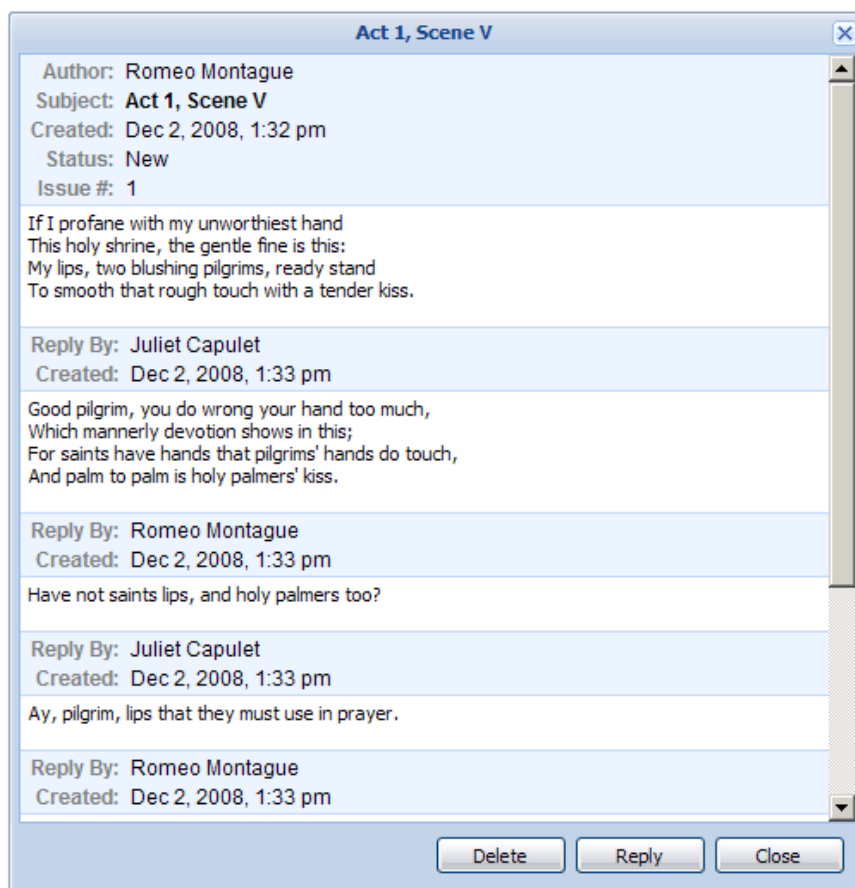 Act 1, Scene V
Author: Romeo Montague
Subject: Act 1, Scene V
Created: Dec 2, 2008, 1:32 pm
Status: New
Issue #: 1
If I profane with my unworthiest hand
This holy shrine, the gentle fine is this:
My lips, two blushing pilgrims, ready stand
To smooth that rough touch with a tender kiss.
Reply By: Juliet Capulet
Created: Dec 2, 2008, 1:33 pm
Good pilgrim, you do wrong your hand too much,
Which mannerly devotion shows in this;
For saints have hands that pilgrims' hands do touch,
And palm to palm is holy palmers' kiss.
Reply By: Romeo Montague
Created: Dec 2, 2008, 1:33 pm
Have not saints lips, and holy palmers too?
Reply By: Juliet Capulet
Created: Dec 2, 2008, 1:33 pm
Ay, pilgrim, lips that they must use in prayer.
Reply By: Romeo Montague
Created: Dec 2, 2008, 1:33 pm
Delete Reply Close